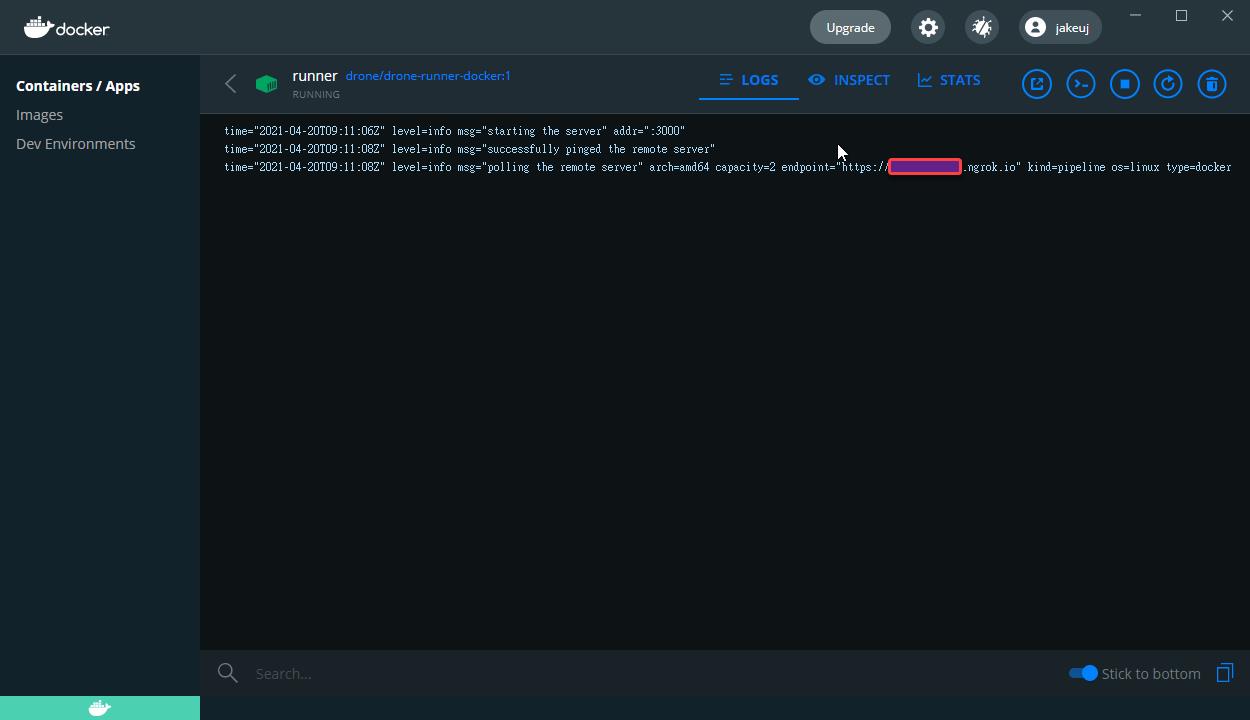 docker
Upgrade
jakeuj
Containers / Apps
Images
Dev Environments
runner drone/drone-runner-docker:1
RUNNING
LOGS
INSPECT
STATS
time="2021-04-20T09:11:06Z" level=info msg="starting the server" addr=":3000"
time="2021-04-20T09:11:08Z" level=info msg="successfully pinged the remote server"
time="2021-04-20T09:11:08Z" level=info msg="polling the remote server" arch=amd64 capacity=2 endpoint="https://.ngrok.io" kind=pipeline os=linux type=docker
Search...
Stick to bottom